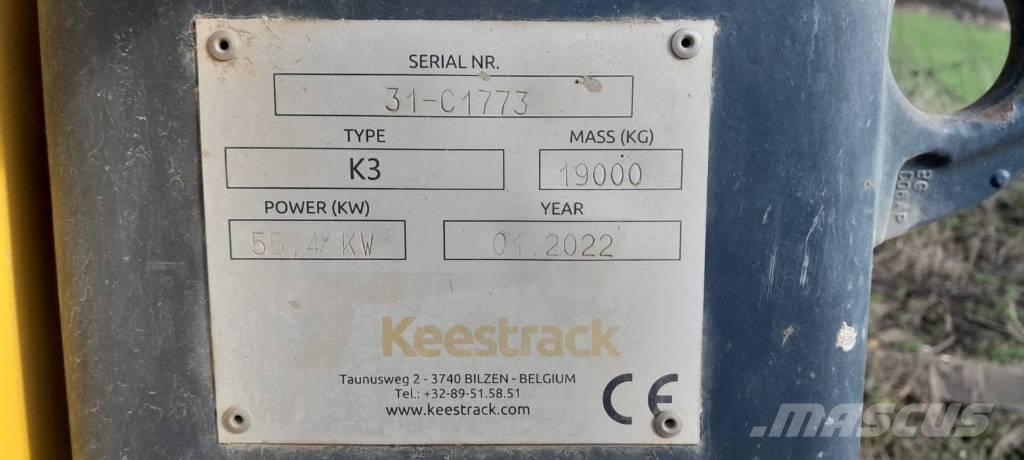 SERIAL NR.
31-C1773
TYPE
MASS (KG)
K3
19000
POWER (KW)
YEAR
55,4 KW
01.2022
Keestrack
Taunusweg 2 - 3740 BILZEN - BELGIUM
Tel.: +32-89-51.58.51
www.keestrack.com
CE
MASCUS